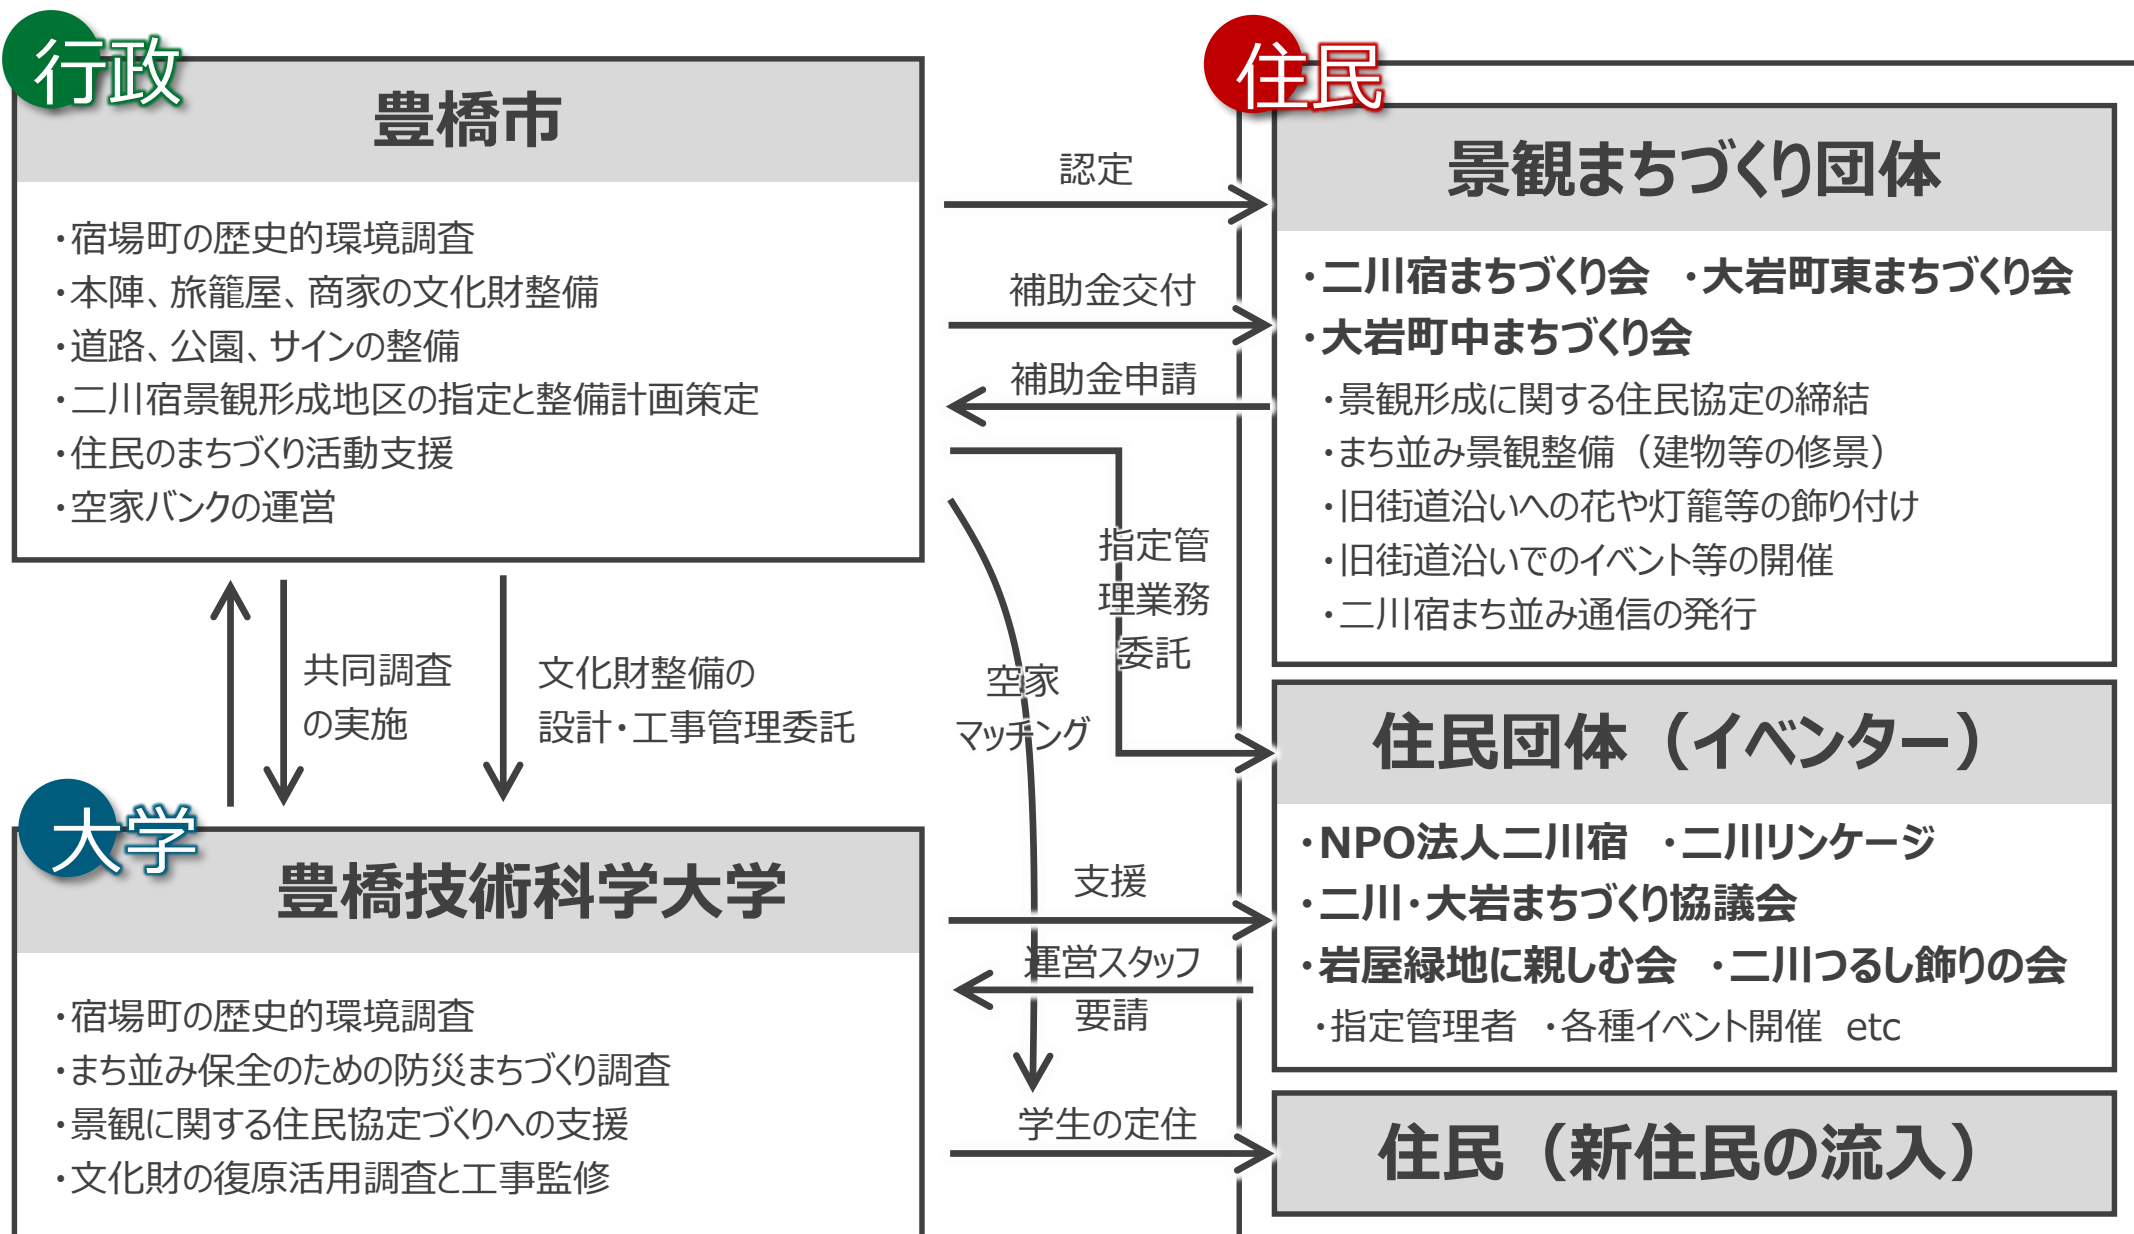 行政
豊橋市
・宿場町の歴史的環境調査
・本陣、旅籠屋、商家の文化財整備
・道路、公園、サインの整備
・二川宿景観形成地区の指定と整備計画策定
・住民のまちづくり活動支援
・空家バンクの運営
認定
補助金交付
補助金申請
指定管
理業務
委託
空家
マッチング
共同調査
の実施
文化財整備の
設計・工事管理委託
住民
景観まちづくり団体
・二川宿まちづくり会 ・大岩町東まちづくり会
・大岩町中まちづくり会
・景観形成に関する住民協定の締結
・まち並み景観整備（建物等の修景）
・旧街道沿いへの花や灯籠等の飾り付け
・旧街道沿いでのイベント等の開催
・二川宿まち並み通信の発行
住民団体（イベンター）
・NPO法人二川宿 ・二川リンケージ
・二川・大岩まちづくり協議会
・岩屋緑地に親しむ会 ・二川つるし飾りの会
・指定管理者 ・各種イベント開催 etc
大学
豊橋技術科学大学
・宿場町の歴史的環境調査
・まち並み保全のための防災まちづくり調査
・景観に関する住民協定づくりへの支援
・文化財の復原活用調査と工事監修
支援
運営スタッフ
要請
学生の定住
住民（新住民の流入）